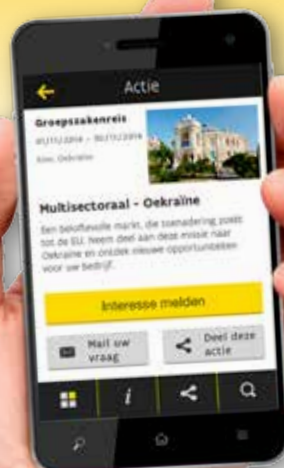 Actie
Groepszakenreis
Kiev, Oekraïne
Multisectoraal - Oekraïne
Een beloftevolle markt, die toenadering zoekt
tot de EU. Neem deel aan deze missie naar
Oekraïne en ontdek nieuwe opportuniteiten
voor uw bedrijf.
Interesse melden
Mail uw
vraag
Deel deze
actie
i